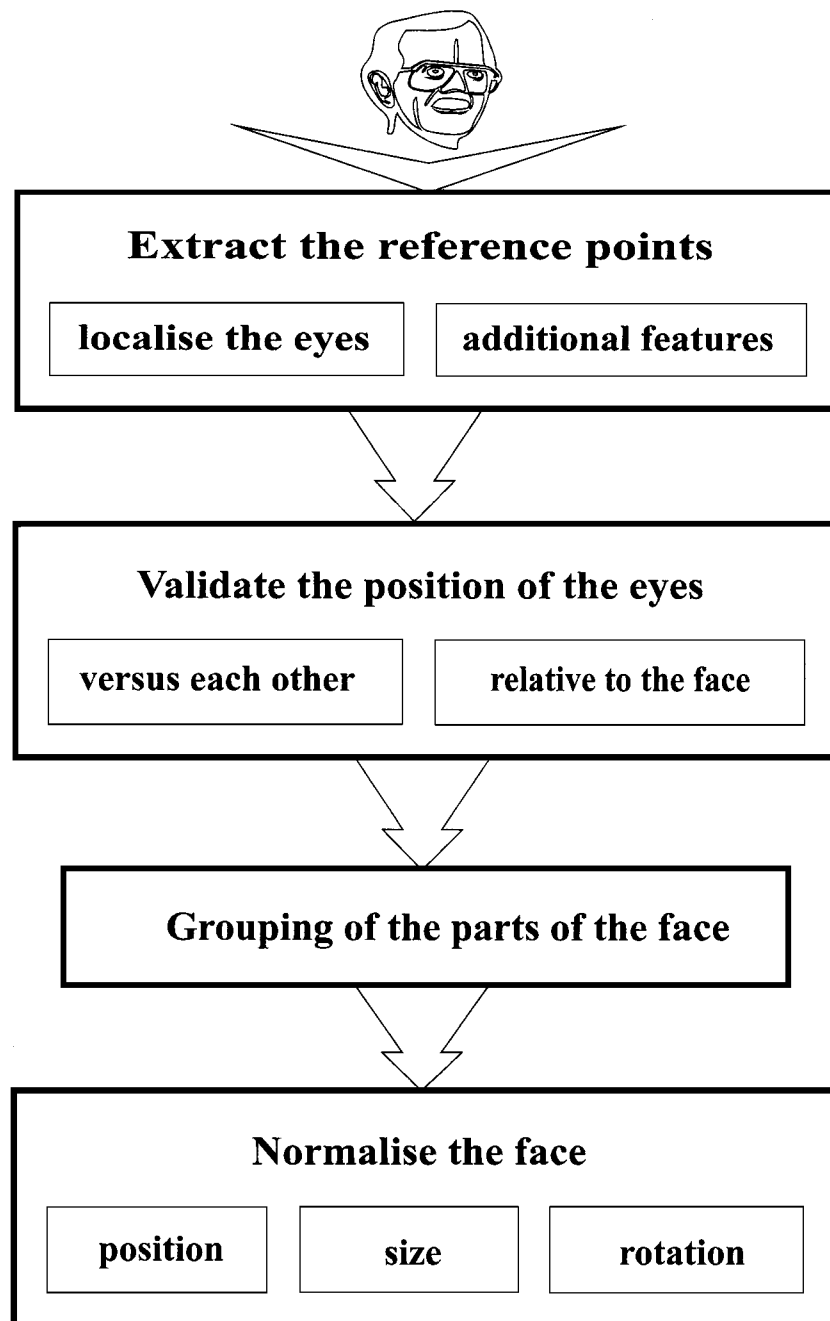 Extract the reference points
localise the eyes
additional features
Validate the position of the eyes
versus each other
relative to the face
Grouping of the parts of the face
Normalise the face
position
size
rotation